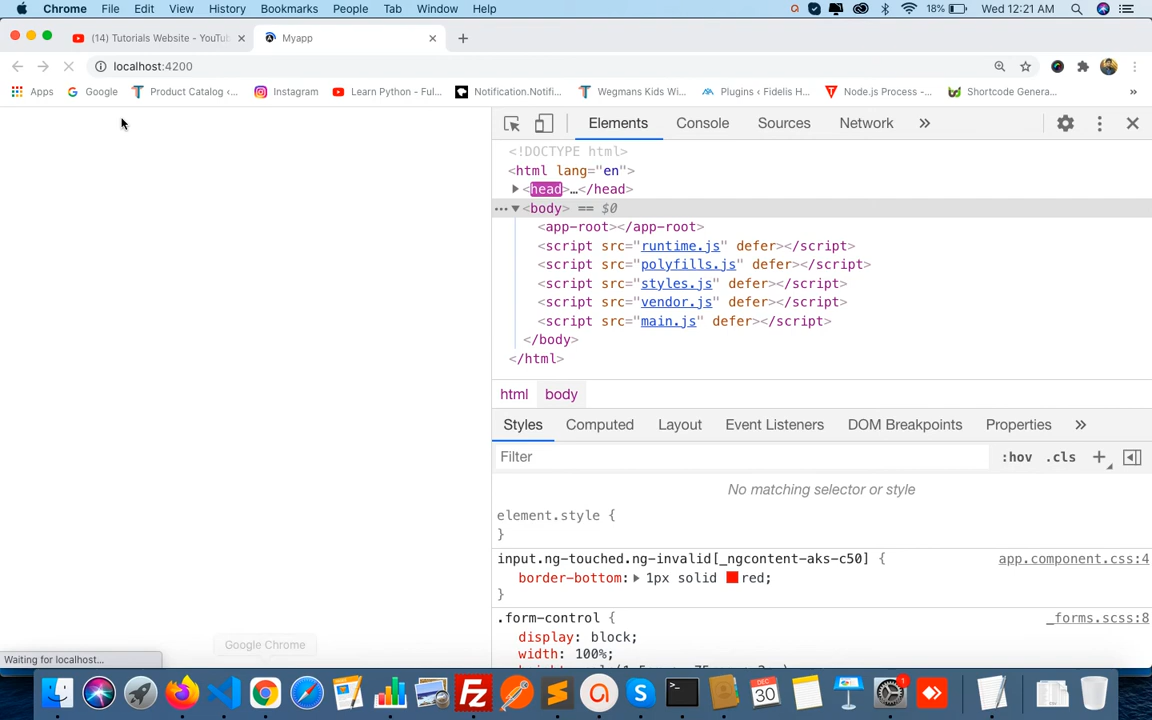 Chrome File Edit View History Bookmarks People Tab Window Help 18% Wed 12:21 AM
(14) Tutorials Website - YouTu Myapp
localhost:4200
Apps Google Product Catalog ‹... Instagram Learn Python - Ful... Notification.Notifi... Wegmans Kids Wi... Plugins ‹ Fidelis H... Node.js Process -... Shortcode Genera... »
Elements Console Sources Network »
<!DOCTYPE html>
<html lang="en">
<head>…</head>
<body> == $0
<app-root></app-root>
<script src="runtime.js" defer></script>
<script src="polyfills.js" defer></script>
<script src="styles.js" defer></script>
<script src="vendor.js" defer></script>
<script src="main.js" defer></script>
</body>
</html>
html body
Styles Computed Layout Event Listeners DOM Breakpoints Properties »
Filter :hov .cls +
No matching selector or style
element.style {
}
input.ng-touched.ng-invalid[_ngcontent-aks-c50] { app.component.css:4
border-bottom: 1px solid red;
}
.form-control { _forms.scss:8
display: block;
width: 100%;
Google Chrome
Waiting for localhost...
DEC
30
1